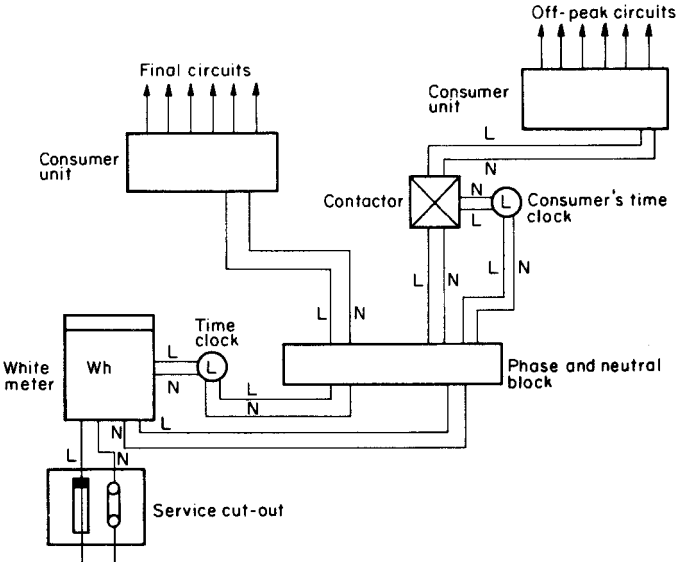 Off-peak circuits
Final circuits
Consumer
unit
L
N
Consumer
unit
Contactor
N
L
L
Consumer's time
clock
L
N
L
N
L
N
Time
clock
L
N
L
L
N
White
meter
Wh
Phase and neutral
block
N
L
L
N
Service cut-out